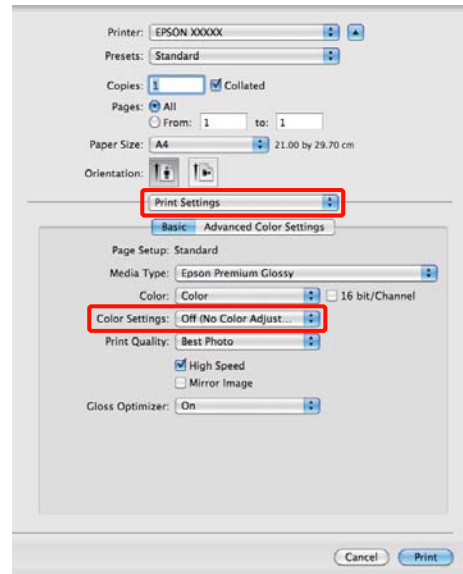 Printer: EPSON XXXXX
Presets: Standard
Copies: 1 Collated
Pages: All
From: 1 to: 1
Paper Size: A4 21.00 by 29.70 cm
Orientation:
Print Settings
Basic Advanced Color Settings
Page Setup: Standard
Media Type: Epson Premium Glossy
Color: Color 16 bit/Channel
Color Settings: Off (No Color Adjust...
Print Quality: Best Photo
High Speed
Mirror Image
Gloss Optimizer: On
Cancel Print